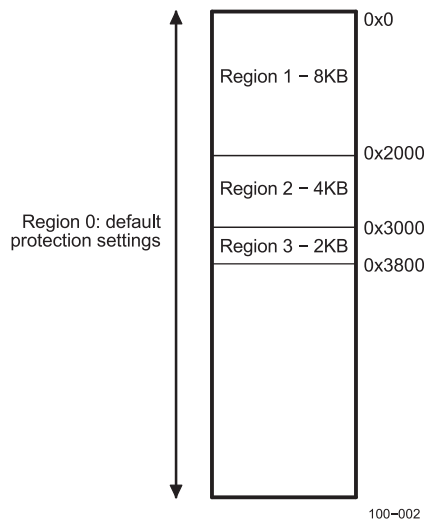 0x0
Region 1 − 8KB
0x2000
Region 2 − 4KB
Region 0: default
protection settings
0x3000
Region 3 − 2KB
0x3800
100−002